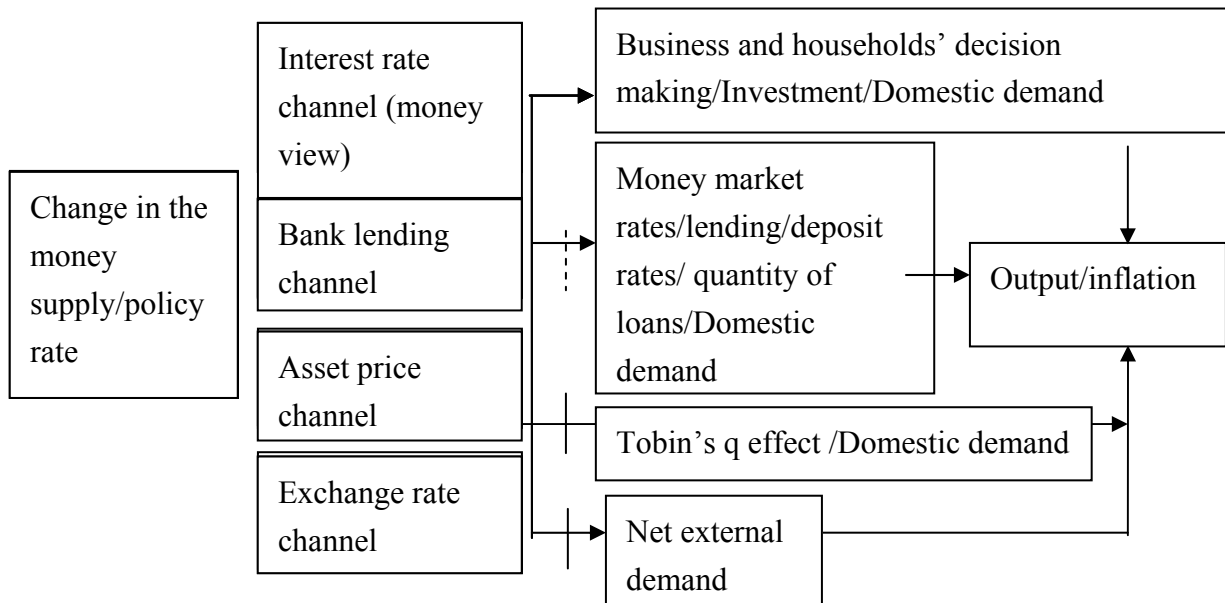 Change in the
money
supply/policy
rate
Interest rate
channel (money
view)
Bank lending
channel
Asset price
channel
Exchange rate
channel
Business and households’ decision
making/Investment/Domestic demand
Money market
rates/lending/deposit
rates/ quantity of
loans/Domestic
demand
Tobin’s q effect /Domestic demand
Net external
demand
Output/inflation